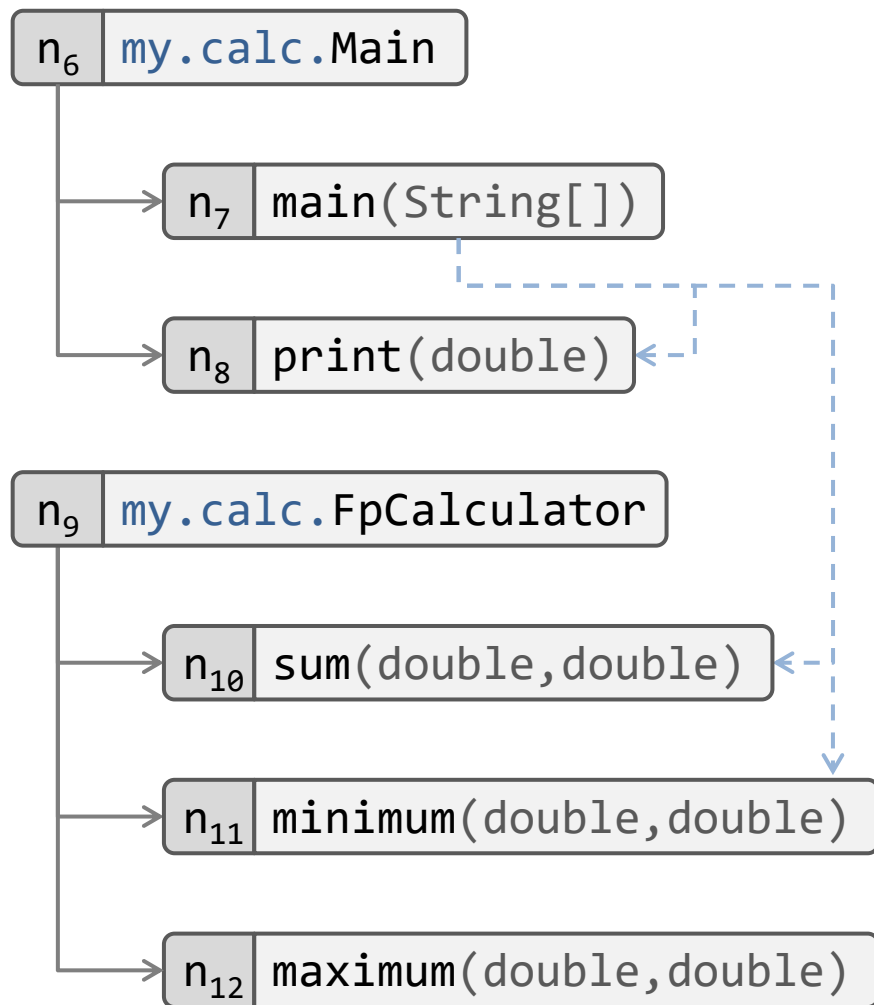 n6 my.calc.Main
n7 main(String[])
n8 print(double)
n9 my.calc.FpCalculator
n10 sum(double,double)
n11 minimum(double,double)
n12 maximum(double,double)